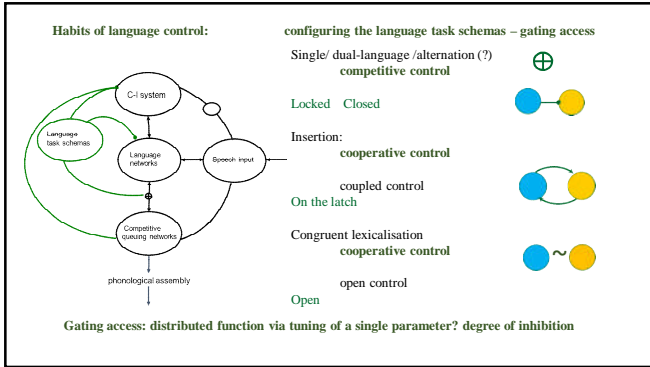 Habits of language control:
configuring the language task schemas – gating access
Single/ dual-language /alternation (?)
competitive control
Locked Closed
Insertion:
cooperative control
coupled control
On the latch
Congruent lexicalisation
cooperative control
open control
Open
C-I system
Language
task schemas
Language
networks
Speech input
Competitive
queuing networks
phonological assembly
~
Gating access: distributed function via tuning of a single parameter? degree of inhibition